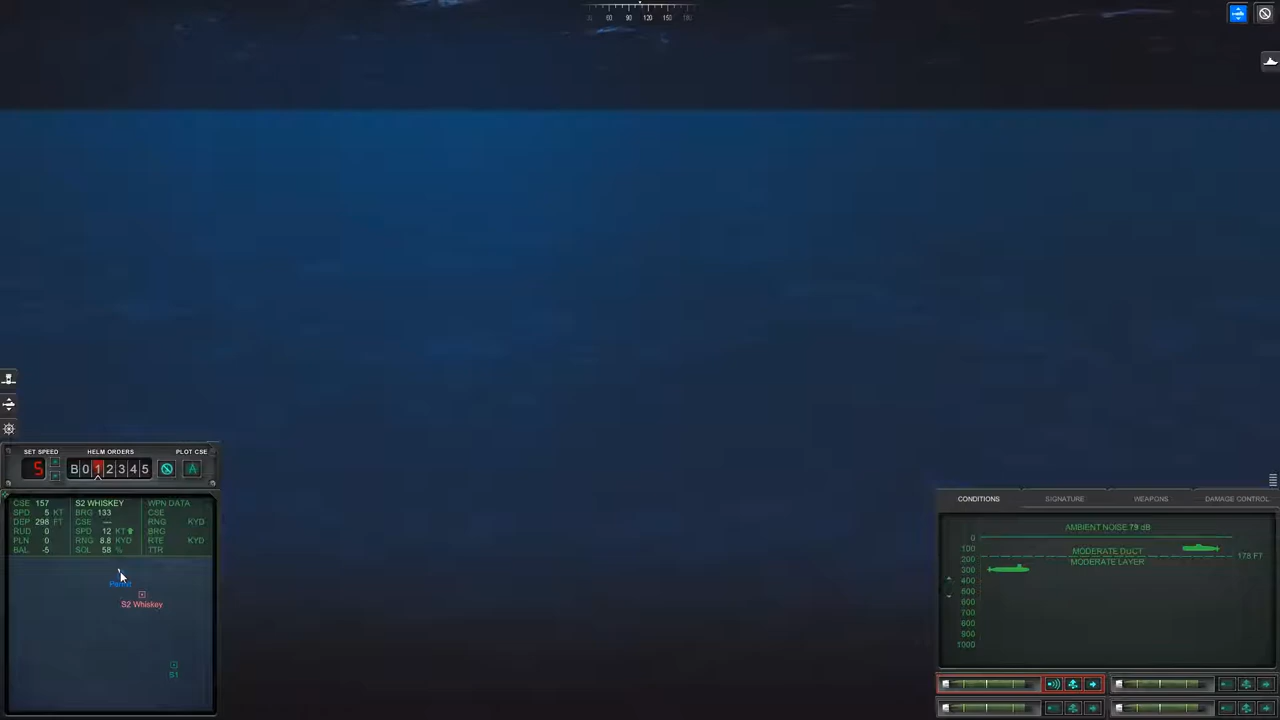 60 90 120 150 180
SET SPEED HELM ORDERS PLOT CSE
5 B 0 1 2 3 4 5 A
CSE 157 S2 WHISKEY WPN DATA
SPD 5 KT BRG 133 CSE
DEP 298 FT CSE --- RNG KYD
RUD 0 SPD 12 KT BRG
PLN 0 RNG 8.8 KYD RTE KYD
BAL -5 SOL 58 % TTR
Permit
S2 Whiskey
S1
CONDITIONS SIGNATURE WEAPONS DAMAGE CONTROL
AMBIENT NOISE 79 dB
0
100 MODERATE DUCT
200 178 FT
MODERATE LAYER
300
400
500
600
700
800
900
1000